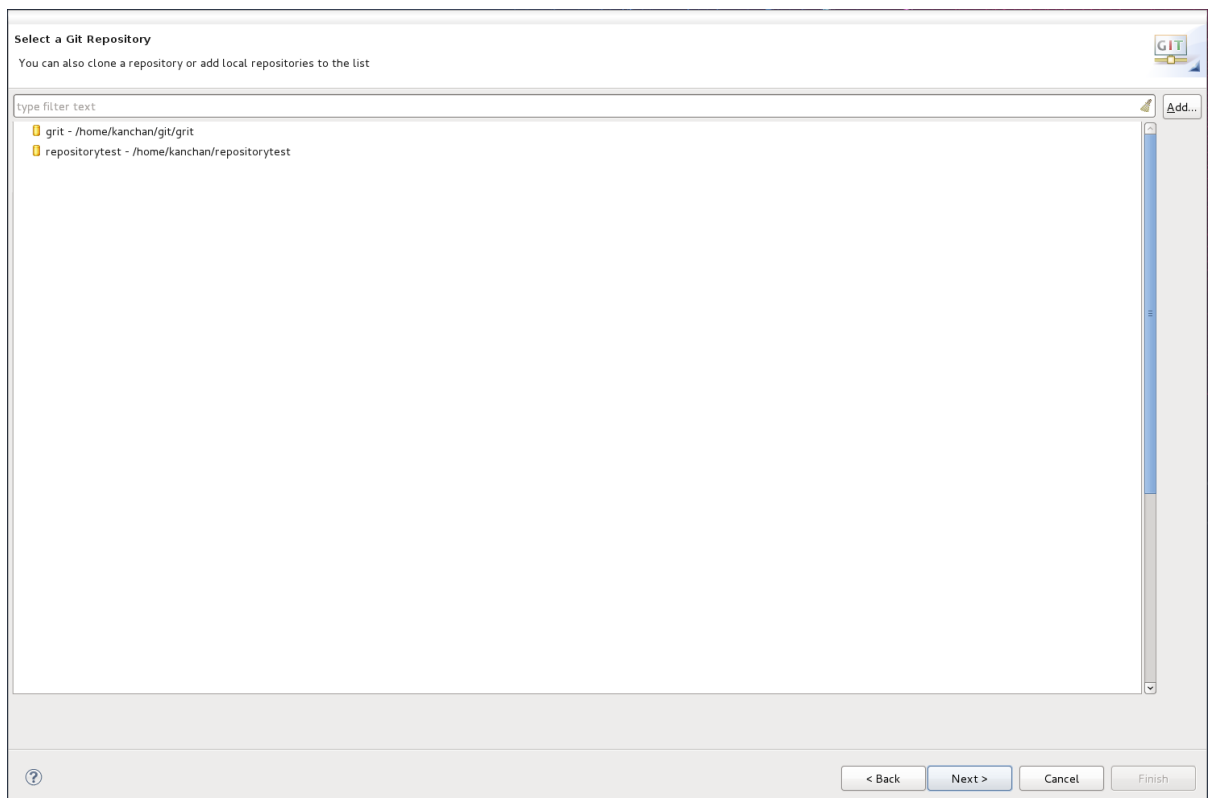 Select a Git Repository
You can also clone a repository or add local repositories to the list
GIT
type filter text
Add...
grit - /home/kanchan/git/grit
repositorytest - /home/kanchan/repositorytest
?
< Back
Next >
Cancel
Finish